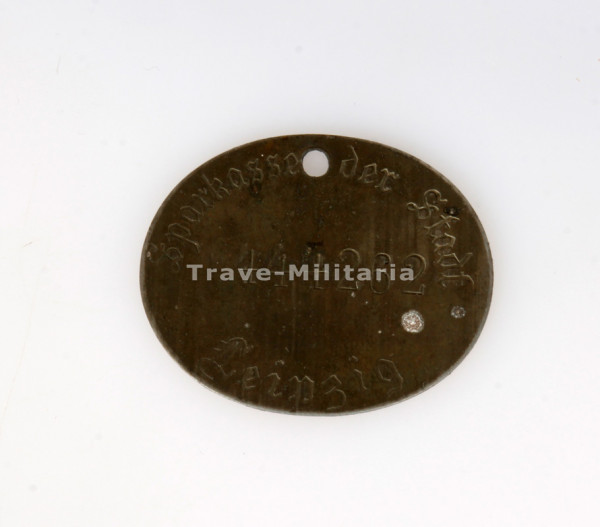 Sparkasse der Stadt
Trave-Militaria
Leipzig